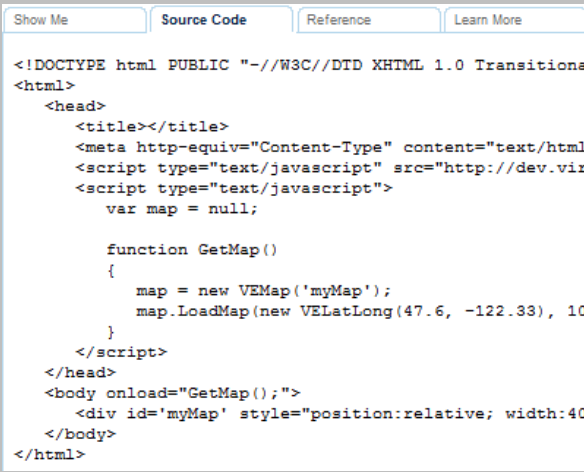 Show Me Source Code Reference Learn More
<!DOCTYPE html PUBLIC "-//W3C//DTD XHTML 1.0 Transitiona
<html>
<head>
<title></title>
<meta http-equiv="Content-Type" content="text/html
<script type="text/javascript" src="http://dev.vir
<script type="text/javascript">
var map = null;
function GetMap()
{
map = new VEMap('myMap');
map.LoadMap(new VELatLong(47.6, -122.33), 10
}
</script>
</head>
<body onload="GetMap();">
<div id='myMap' style="position:relative; width:40
</body>
</html>